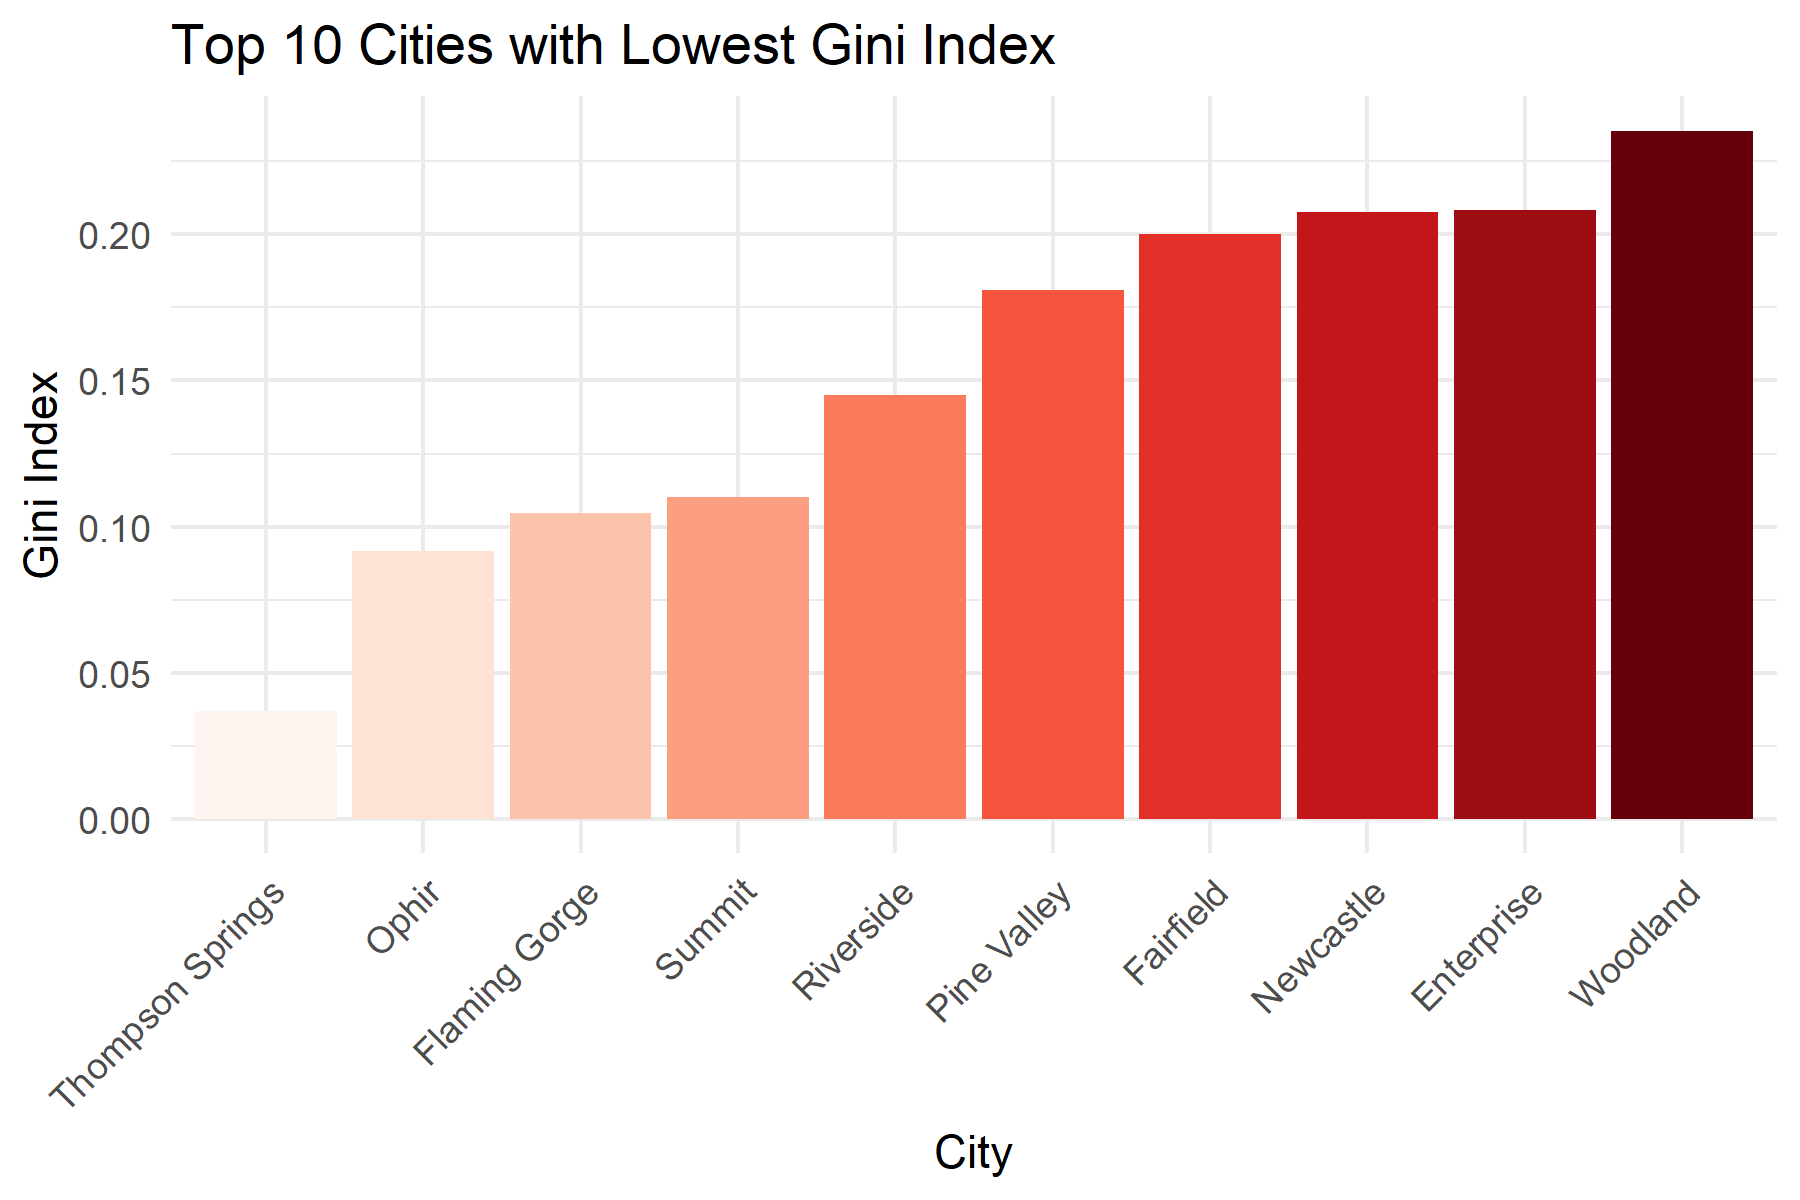 Top 10 Cities with Lowest Gini Index
Gini Index
0.20
0.15
0.10
0.05
0.00
Thompson Springs
Ophir
Flaming Gorge
Summit
Riverside
Pine Valley
Fairfield
Newcastle
Enterprise
Woodland
City